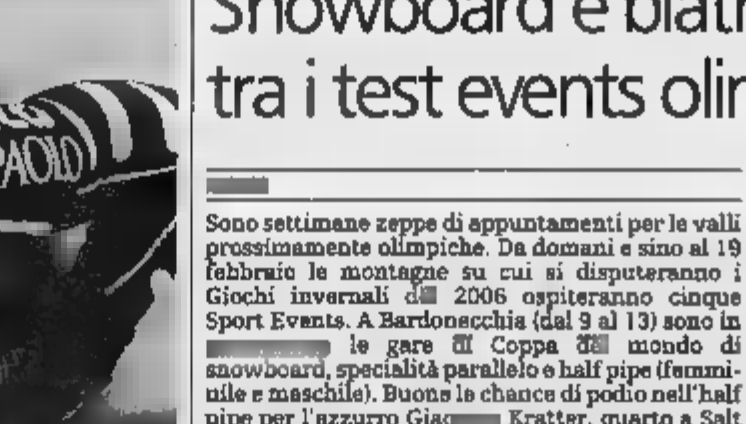 Snowboard e biatl
tra i test events olim
PAOLO
Sono settimane zeppe di appuntamenti per le valli
prossimamente olimpiche. Da domani e sino al 19
febbraio le montagne su cui si disputeranno i
Giochi invernali 2006 ospiteranno cinque
Sport Events. A Bardonecchia (dal 9 al 13) sono in
le gare di Coppa mondo di
snowboard, specialità parallelo e half pipe (femmi-
nile e maschile). Buone le chance di podio nell'half
pipe per l'azzurro Kratter, quarto a Salt